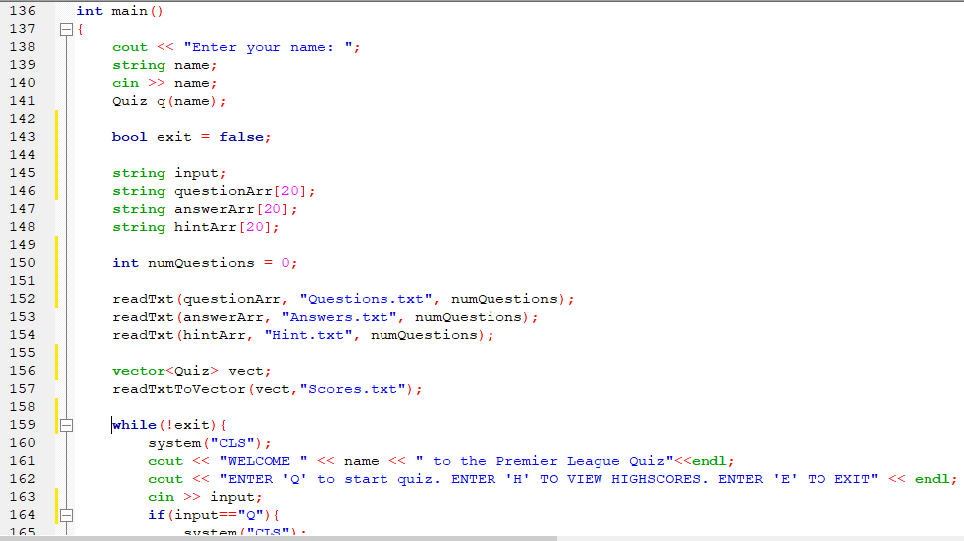 136 int main()
137 {
138 cout << "Enter your name: ";
139 string name;
140 cin >> name;
141 Quiz q(name);
142
143 bool exit = false;
144
145 string input;
146 string questionArr[20];
147 string answerArr[20];
148 string hintArr[20];
149
150 int numQuestions = 0;
151
152 readTxt(questionArr, "Questions.txt", numQuestions);
153 readTxt(answerArr, "Answers.txt", numQuestions);
154 readTxt(hintArr, "Hint.txt", numQuestions);
155
156 vector<Quiz> vect;
157 readTxtToVector(vect,"Scores.txt");
158
159 while(!exit){
160 system("CLS");
161 cout << "WELCOME " << name << " to the Premier League Quiz"<<endl;
162 cout << "ENTER 'Q' to start quiz. ENTER 'H' TO VIEW HIGHSCORES. ENTER 'E' TO EXIT" << endl;
163 cin >> input;
164 if(input=="Q"){
165 system("CLS");